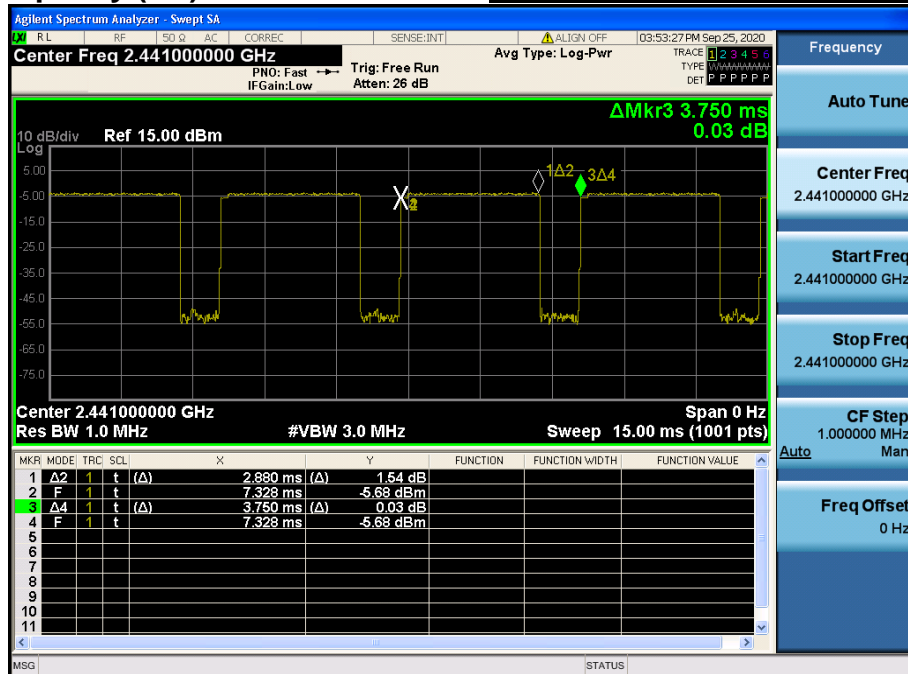 Agilent Spectrum Analyzer - Swept SA
LXI RL RF 50 Ω AC CORREC SENSE:INT ALIGN OFF 03:53:27 PM Sep 25, 2020
Center Freq 2.441000000 GHz
PNO: Fast
IFGain:Low
Trig: Free Run
Atten: 26 dB
Avg Type: Log-Pwr
TRACE 1 2 3 4 5 6
TYPE
DET P P P P P P
ΔMkr3 3.750 ms
0.03 dB
10 dB/div Ref 15.00 dBm
Log
5.00
-5.00
-15.0
-25.0
-35.0
-45.0
-55.0
-65.0
-75.0
1Δ2
3Δ4
Center 2.441000000 GHz Span 0 Hz
Res BW 1.0 MHz #VBW 3.0 MHz Sweep 15.00 ms (1001 pts)
MKR MODE TRC SCL X Y FUNCTION FUNCTION WIDTH FUNCTION VALUE
1 Δ2 1 t (Δ) 2.880 ms (Δ) 1.54 dB
2 F 1 t 7.328 ms -5.68 dBm
3 Δ4 1 t (Δ) 3.750 ms (Δ) 0.03 dB
4 F 1 t 7.328 ms -5.68 dBm
5
6
7
8
9
10
11
MSG STATUS
Frequency
Auto Tune
Center Freq
2.441000000 GHz
Start Freq
2.441000000 GHz
Stop Freq
2.441000000 GHz
CF Step
1.000000 MHz
Auto Man
Freq Offset
0 Hz